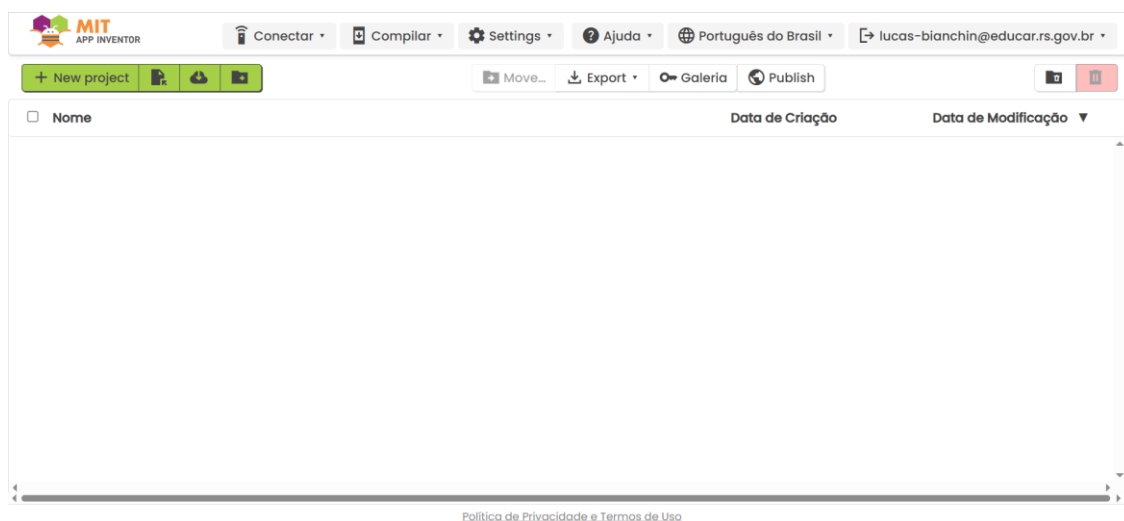 MIT
APP INVENTOR
Conectar
Compilar
Settings
Ajuda
Português do Brasil
lucas-bianchin@educar.rs.gov.br
+ New project
Move...
Export
Galeria
Publish
Nome
Data de Criação
Data de Modificação ▼
Política de Privacidade e Termos de Uso